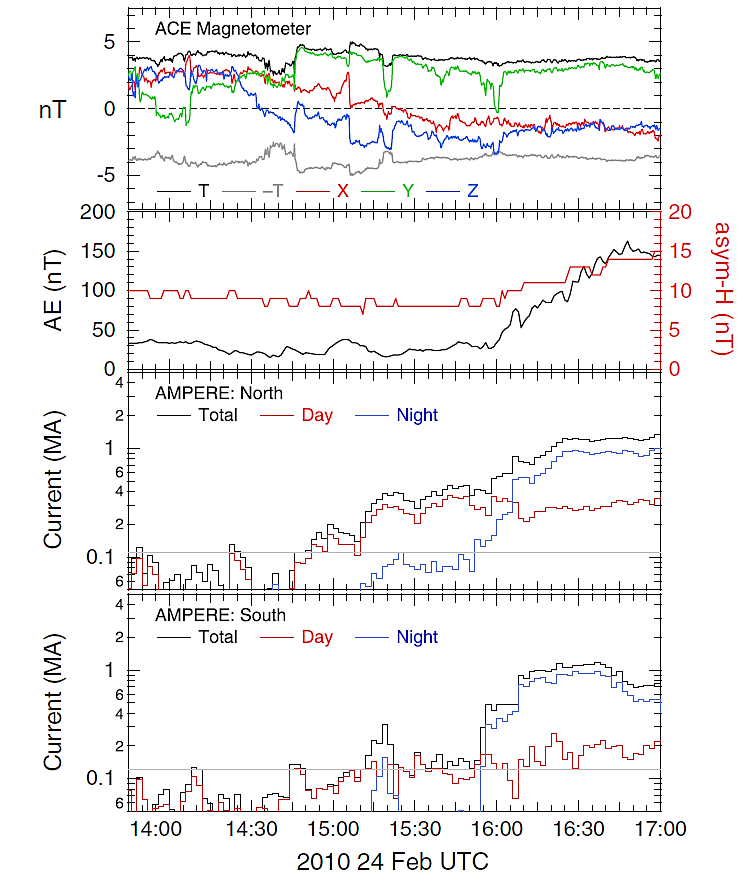 ACE Magnetometer
5
nT
0
-5
T −T X Y Z
200 20
150 15
AE (nT) asym-H (nT)
100 10
50 5
0 0
4
AMPERE: North
2
Total Day Night
1
Current (MA)
6
4
2
0.1
6
4
AMPERE: South
2
Total Day Night
1
Current (MA)
6
4
2
0.1
6
14:00 14:30 15:00 15:30 16:00 16:30 17:00
2010 24 Feb UTC